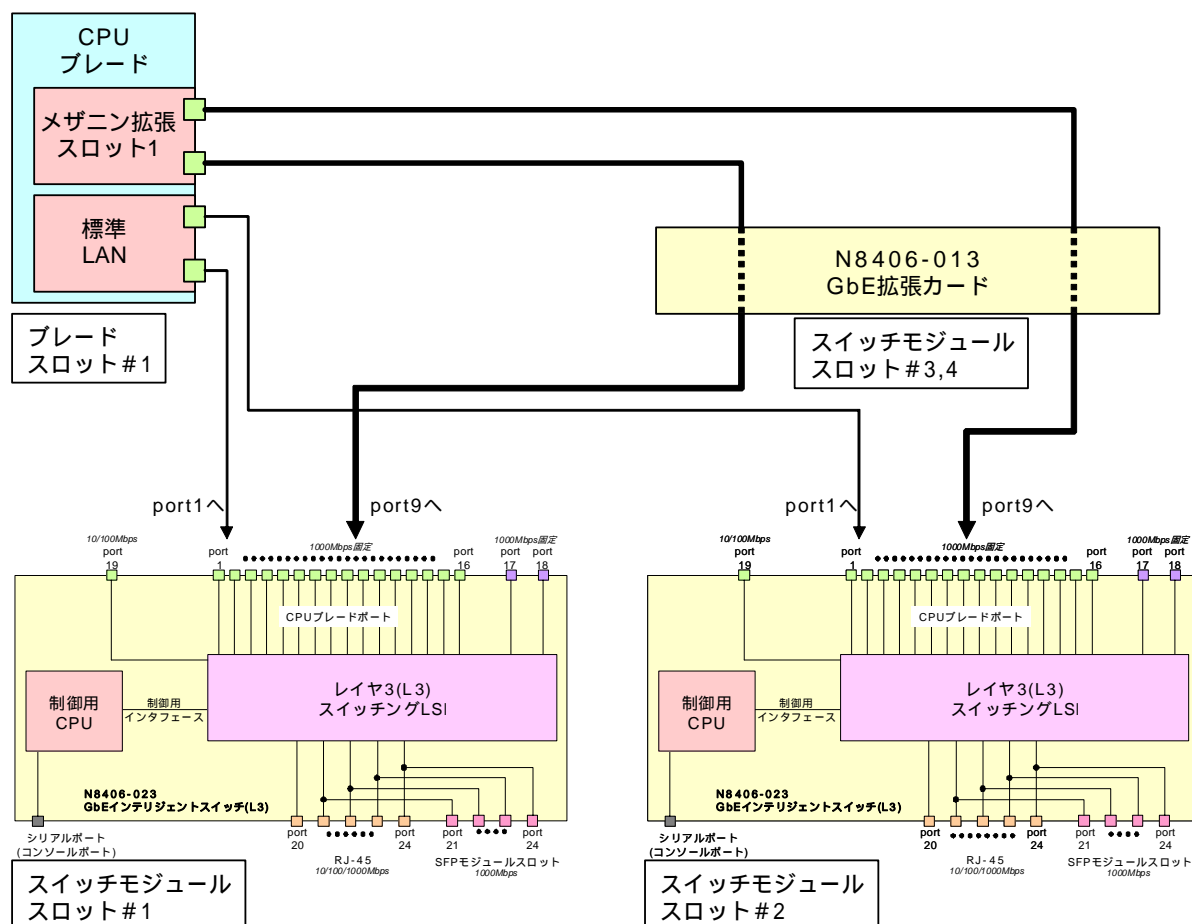 CPU
ブレード
メザニン拡張
スロット1
標準
LAN
ブレード
スロット#1
N8406-013
GbE拡張カード
スイッチモジュール
スロット#3,4
port1へ
port9へ
port1へ
port9へ
10/100Mbps
port
19
port
1
1000Mbps固定
port
16
1000Mbps固定
port
17
port
18
CPUブレードポート
制御用
CPU
制御用
インタフェース
レイヤ3(L3)
スイッチングLSI
N8406-023
GbEインテリジェントスイッチ(L3)
シリアルポート
(コンソールポート)
port
20
port
24
RJ-45
10/100/1000Mbps
port
21
port
24
SFPモジュールスロット
1000Mbps
スイッチモジュール
スロット#1
10/100Mbps
port
19
port
1
1000Mbps固定
port
16
1000Mbps固定
port
17
port
18
CPUブレードポート
制御用
CPU
制御用
インタフェース
レイヤ3(L3)
スイッチングLSI
N8406-023
GbEインテリジェントスイッチ(L3)
シリアルポート
(コンソールポート)
port
20
port
24
RJ-45
10/100/1000Mbps
port
21
port
24
SFPモジュールスロット
1000Mbps
スイッチモジュール
スロット#2